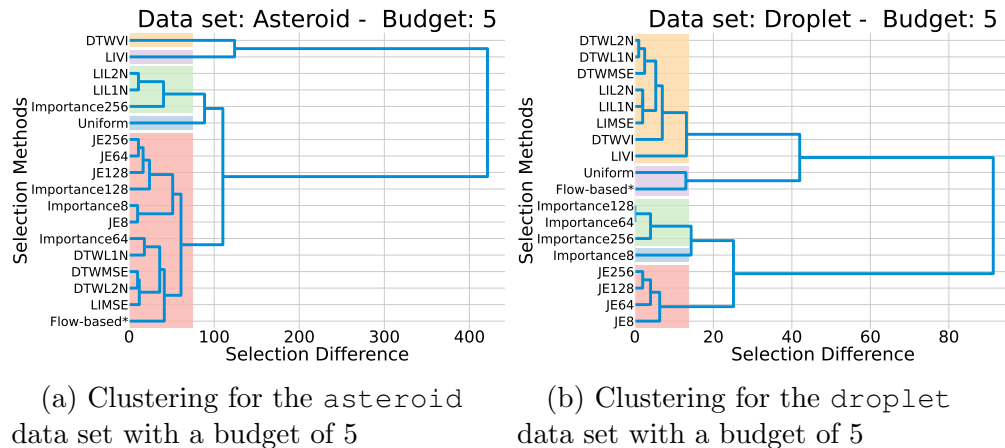 Data set: Asteroid -  Budget: 5
Selection Methods
DTWVI
LIVI
LIL2N
LIL1N
Importance256
Uniform
JE256
JE64
JE128
Importance128
Importance8
JE8
Importance64
DTWL1N
DTWMSE
DTWL2N
LIMSE
Flow-based*
0 100 200 300 400
Selection Difference
(a) Clustering for the asteroid
data set with a budget of 5
Data set: Droplet -  Budget: 5
Selection Methods
DTWL2N
DTWL1N
DTWMSE
LIL2N
LIL1N
LIMSE
DTWVI
LIVI
Uniform
Flow-based*
Importance128
Importance64
Importance256
Importance8
JE256
JE128
JE64
JE8
0 20 40 60 80
Selection Difference
(b) Clustering for the droplet
data set with a budget of 5